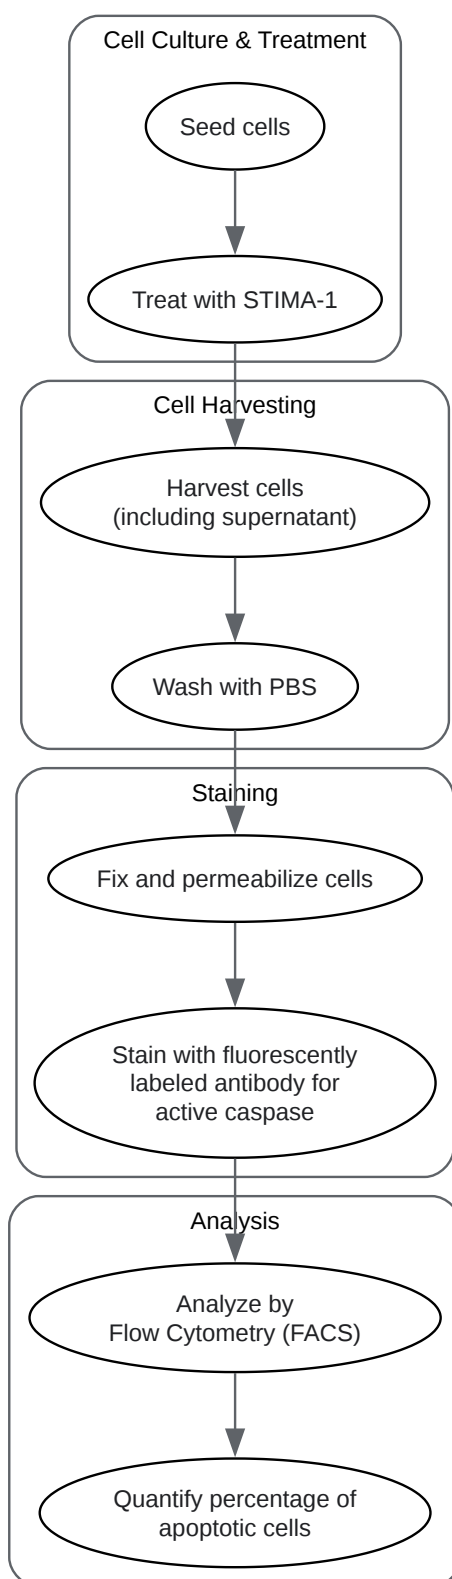 Cell Culture & Treatment
Seed cells
Treat with STIMA-1
Cell Harvesting
Harvest cells
(including supernatant)
Wash with PBS
Staining
Fix and permeabilize cells
Stain with fluorescently
labeled antibody for
active caspase
Analysis
Analyze by
Flow Cytometry (FACS)
Quantify percentage of
apoptotic cells